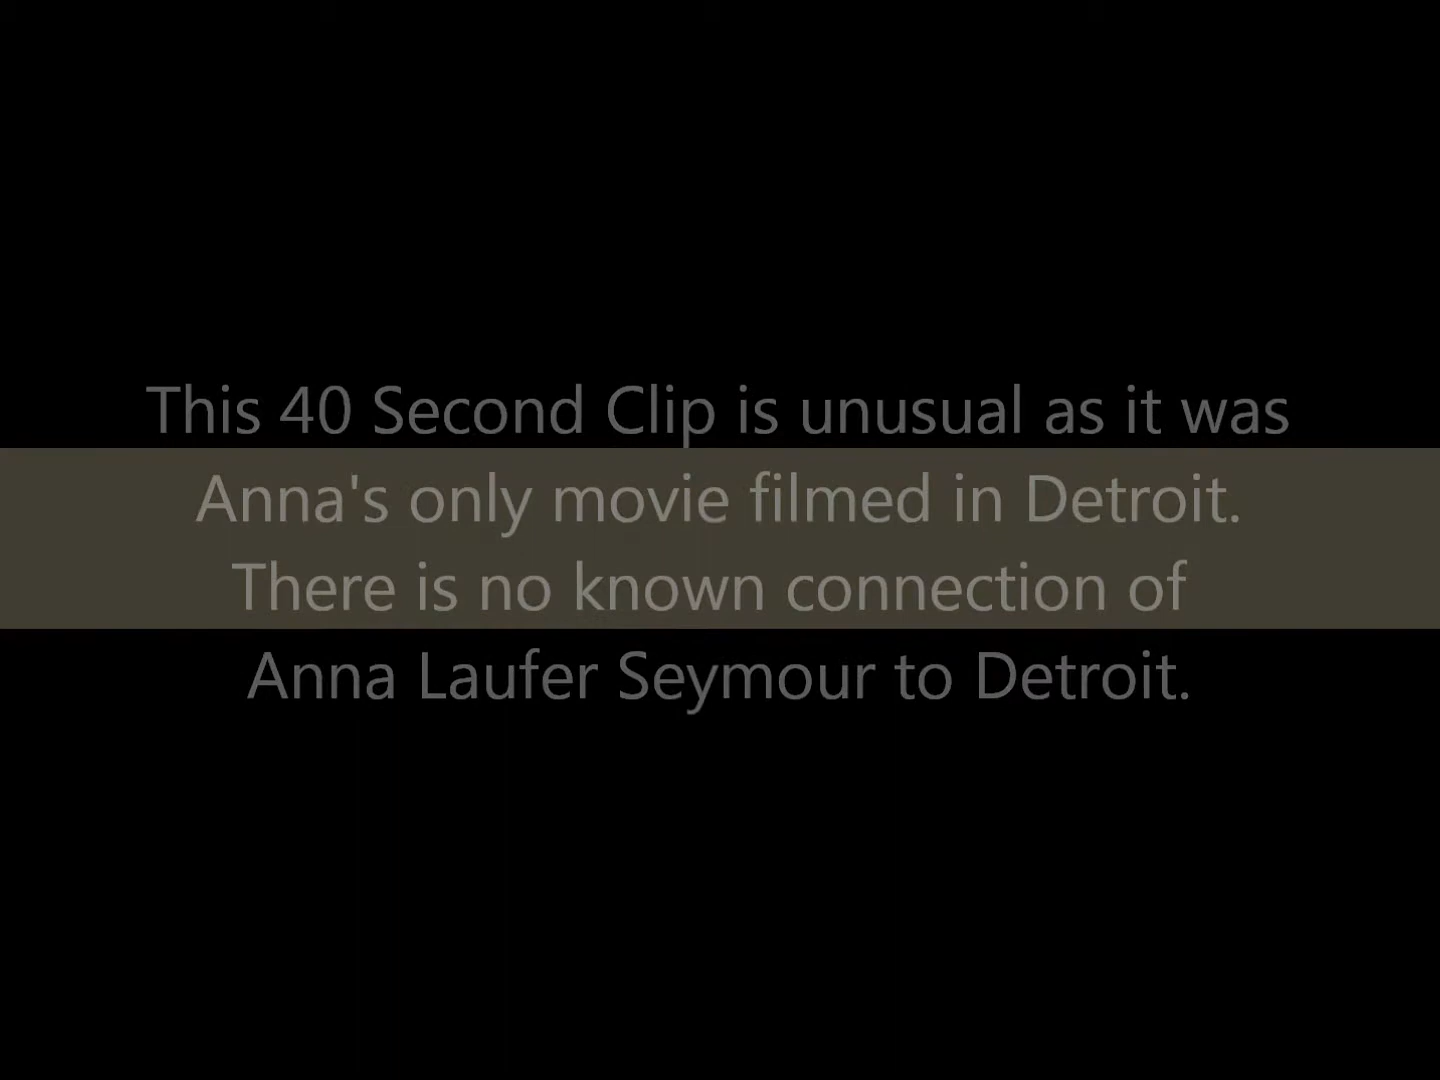 This 40 Second Clip is unusual as it was
Anna's only movie filmed in Detroit.
There is no known connection of
Anna Laufer Seymour to Detroit.